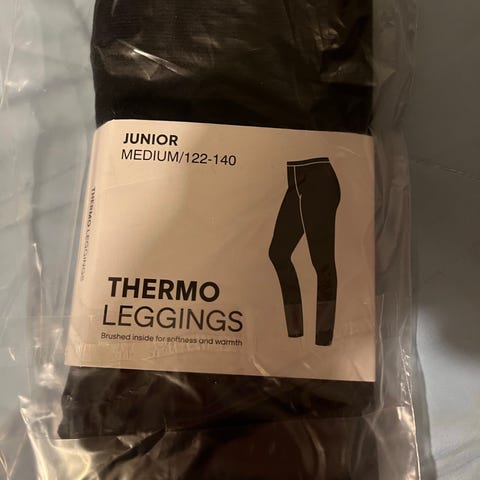 JUNIOR
MEDIUM/122-140
THERMO LEGGINGS
THERMO
LEGGINGS
Brushed inside for softness and warmth